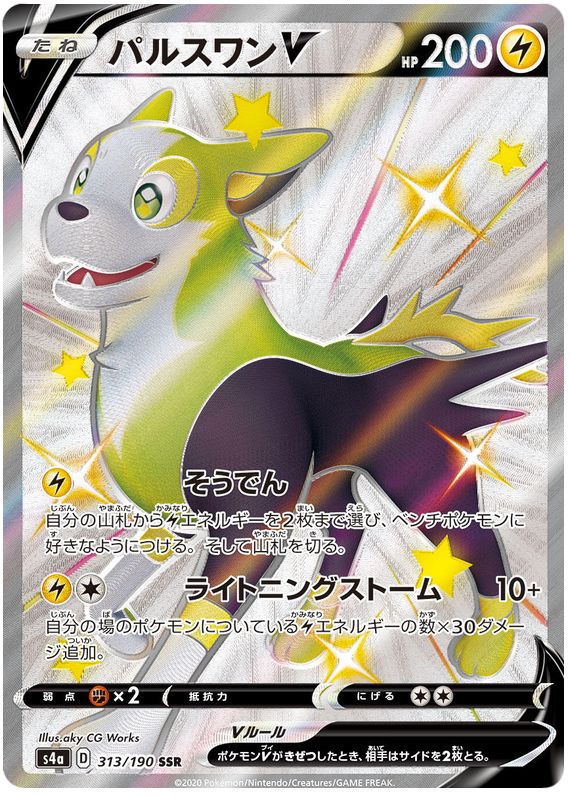 たね パルスワンV HP 200
そうでん
自分の山札から エネルギーを2枚まで選び、ベンチポケモンに
好きなようにつける。そして山札を切る。
ライトニングストーム 10+
自分の場のポケモンについている エネルギーの数×30ダメー
ジ追加。
弱点 ×2 抵抗力 にげる
Illus.aky CG Works
Vルール
s4a D 313/190 SSR
ポケモンVがきぜつしたとき、相手はサイドを2枚とる。
©2020 Pokémon/Nintendo/Creatures/GAME FREAK.